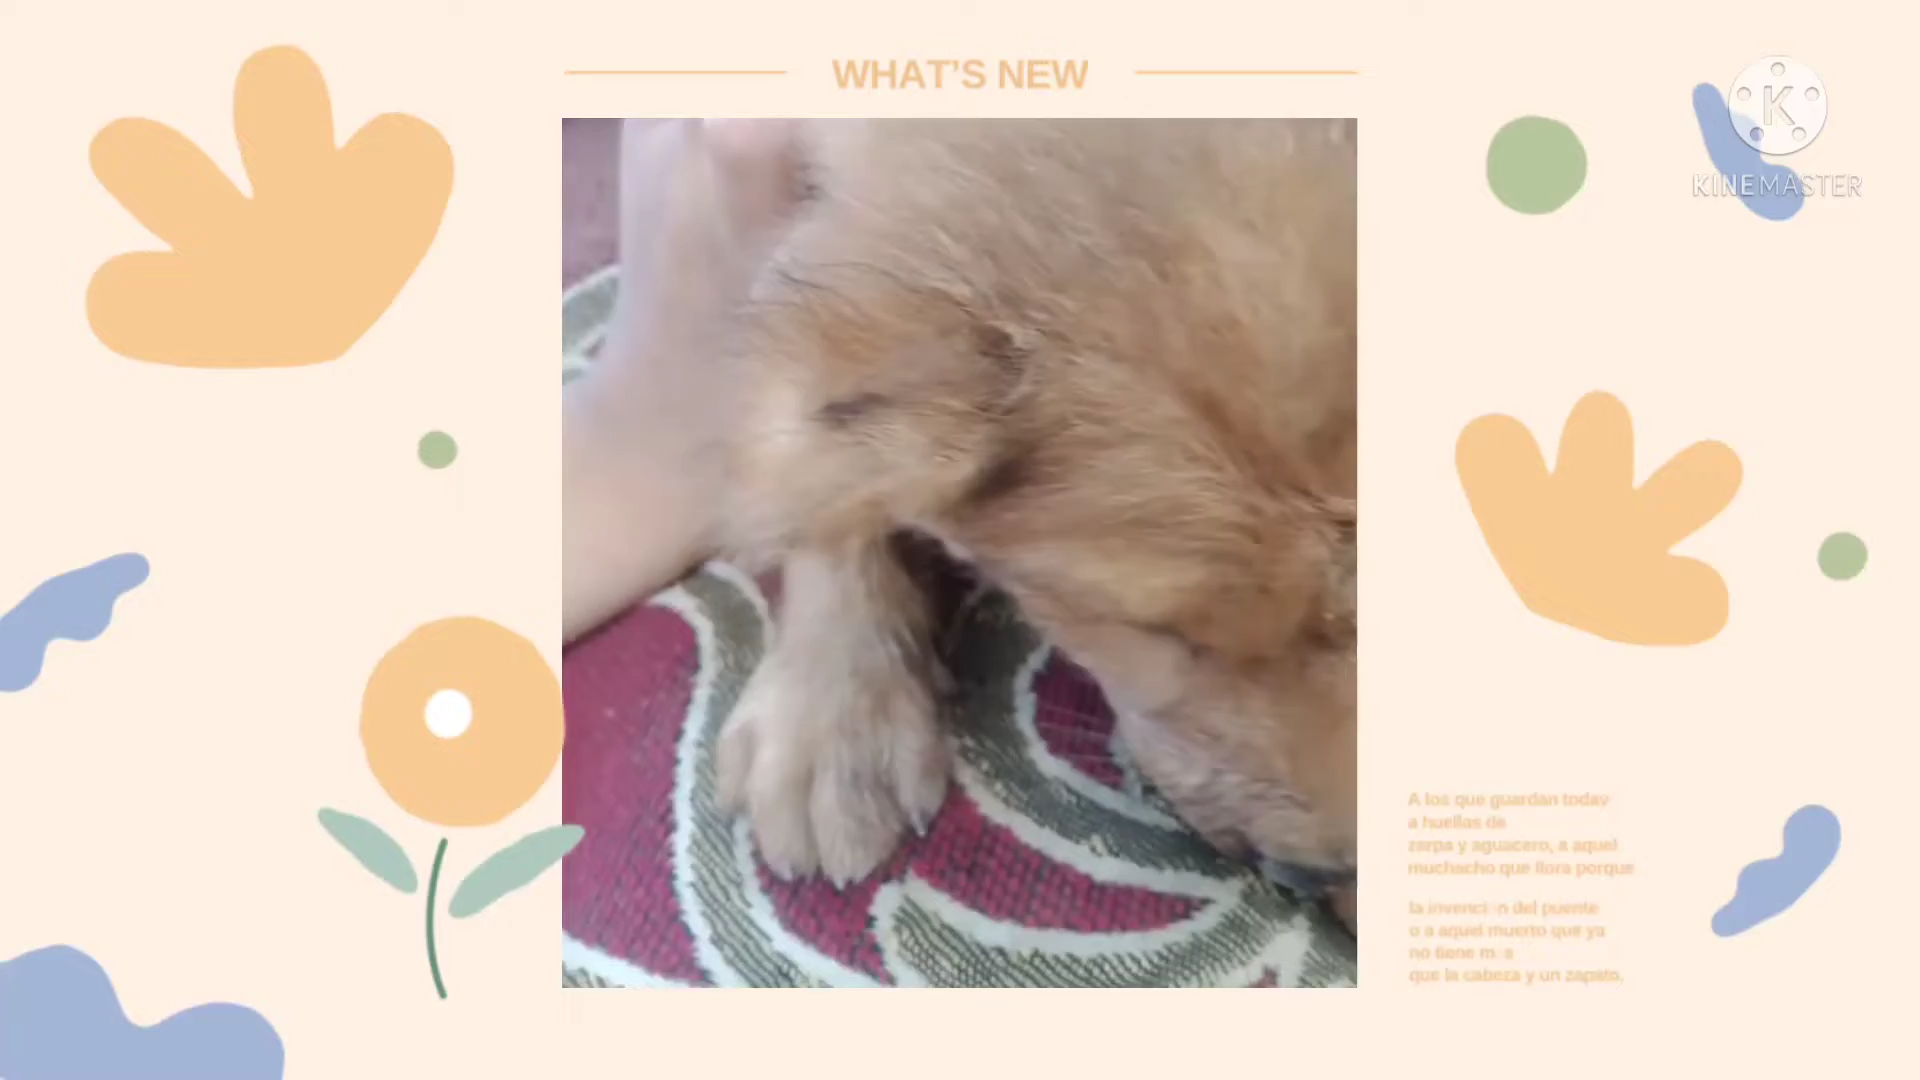 WHAT'S NEW
KINEMASTER
A los que guardan todav
a huellas de
zarpa y aguacero, a aquel
muchacho que llora porque
la invenci n del puente
o a aquel muerto que ya
no tiene m s
que la cabeza y un zapato,